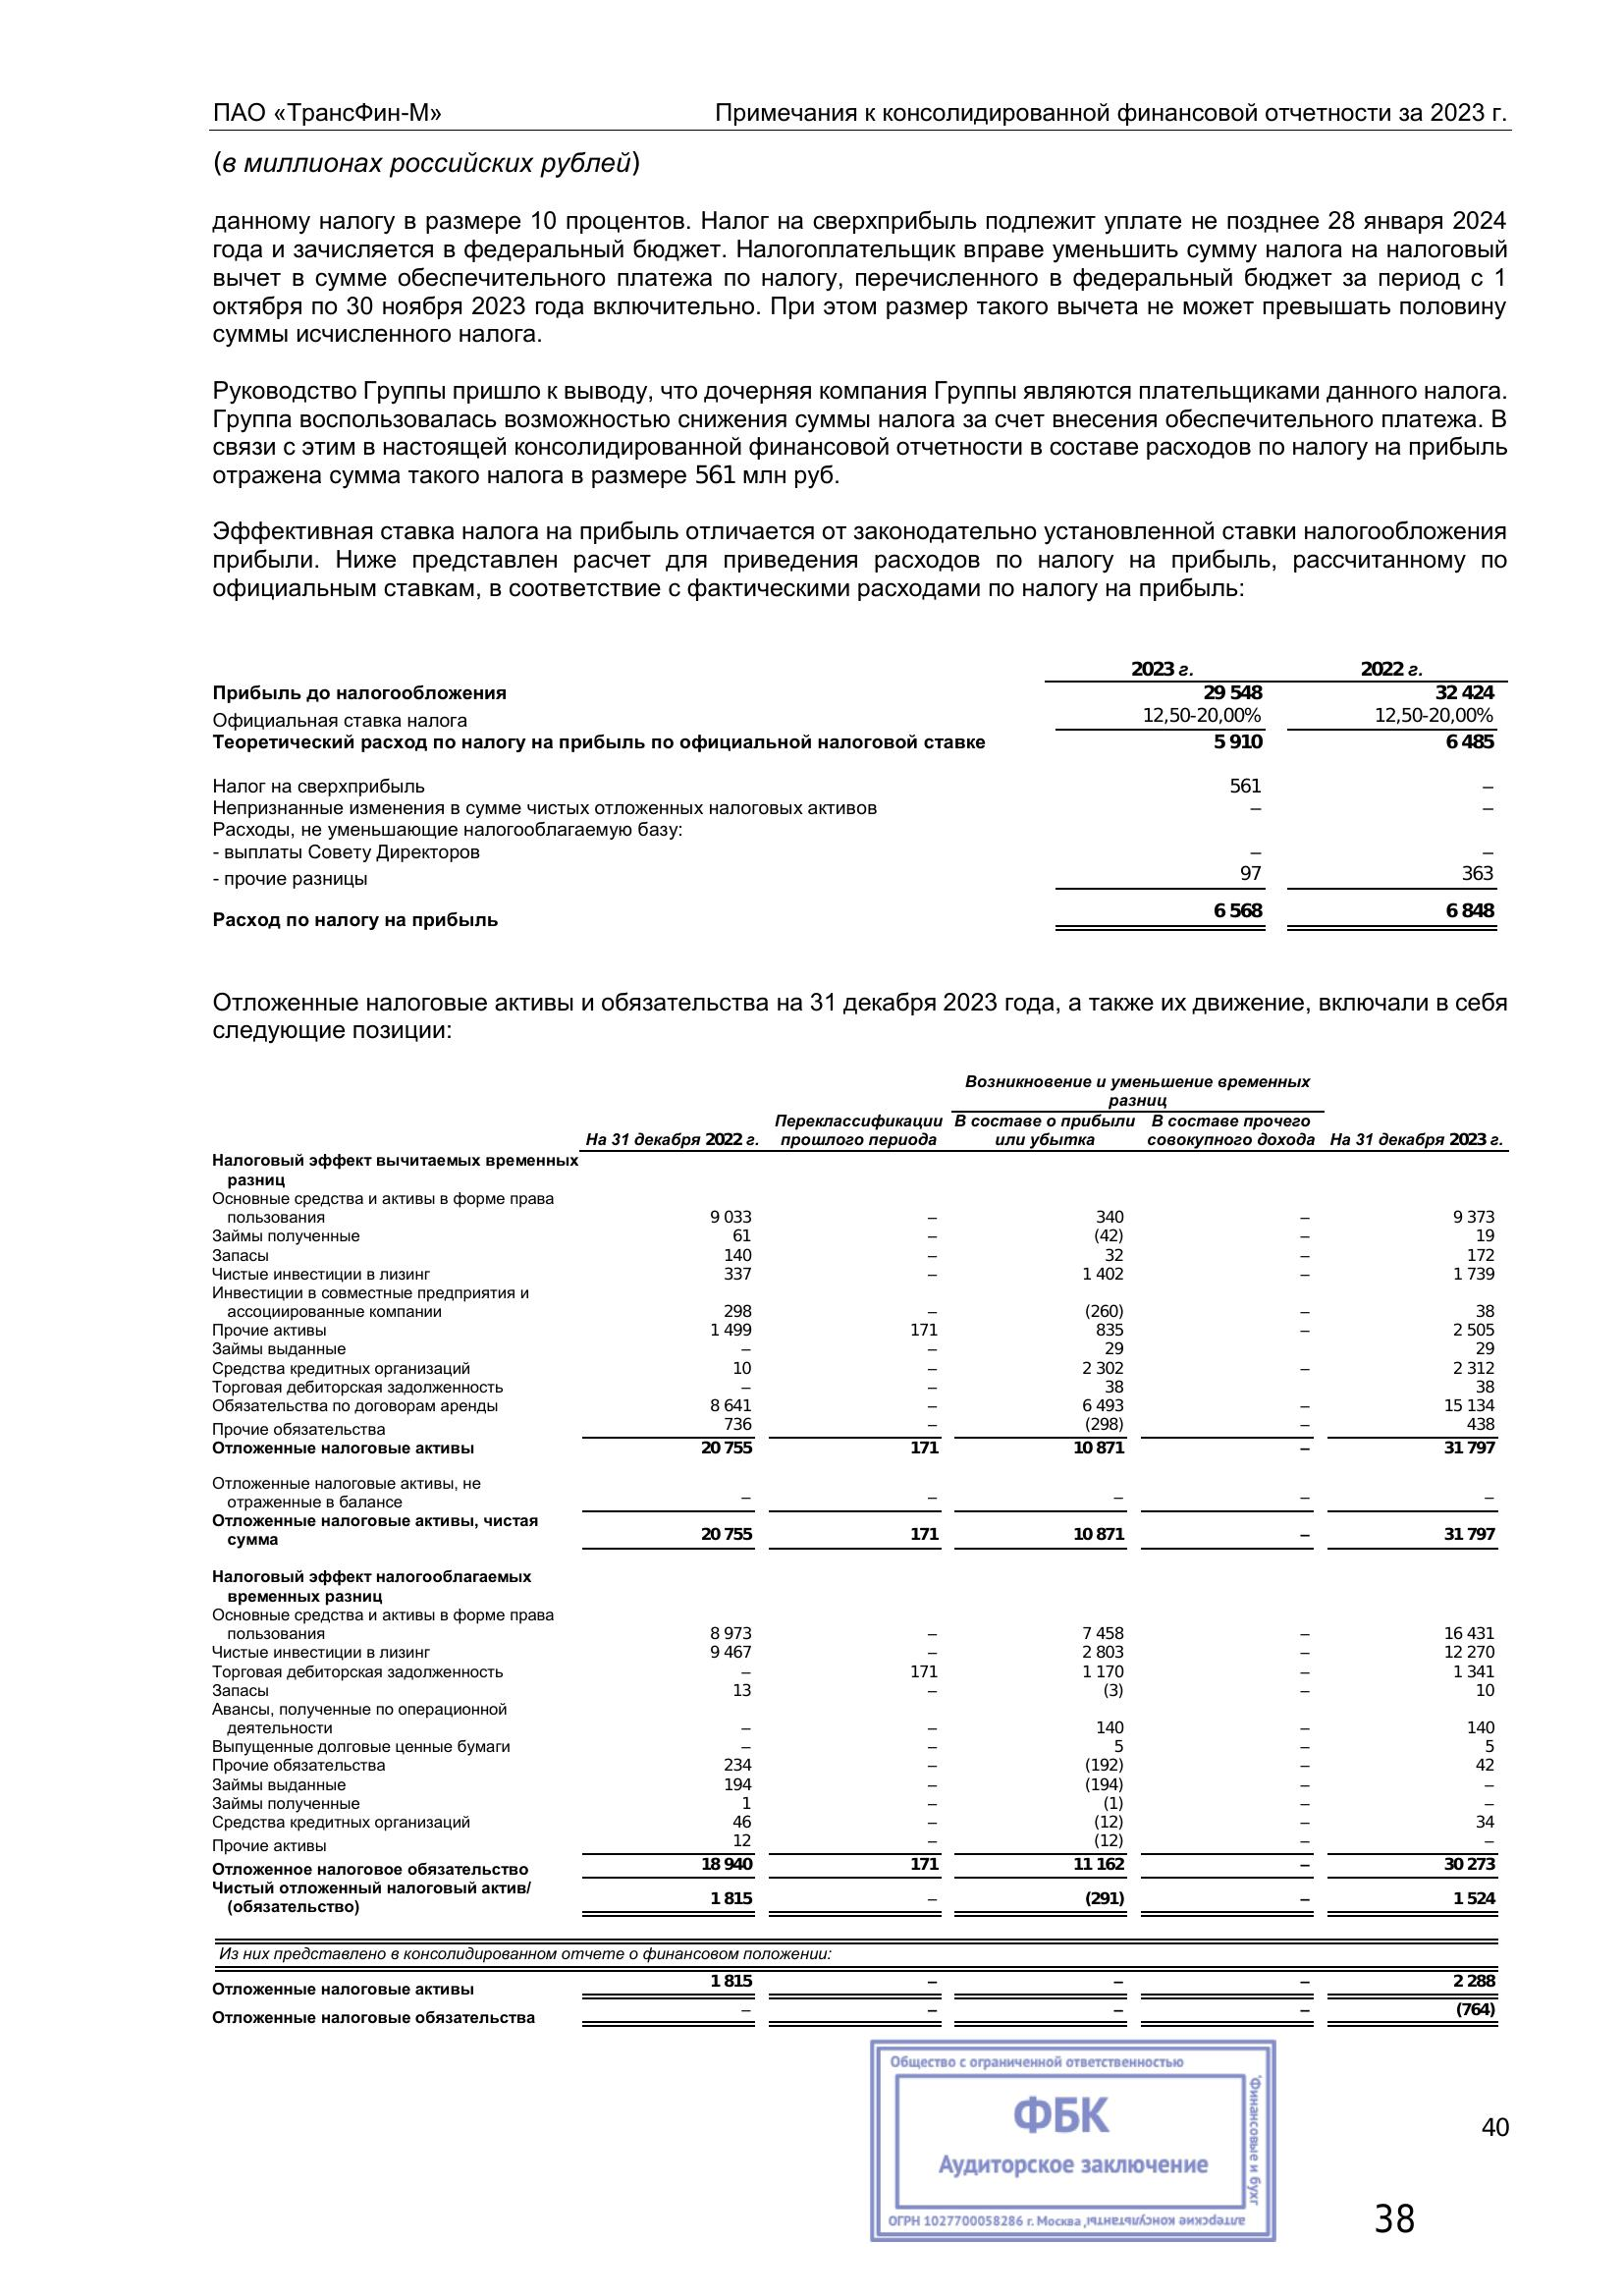 ПАО «ТрансФин-М» Примечания к консолидированной финансовой отчетности за 2023 г.
(в миллионах российских рублей)
данному налогу в размере 10 процентов. Налог на сверхприбыль подлежит уплате не позднее 28 января 2024
года и зачисляется в федеральный бюджет. Налогоплательщик вправе уменьшить сумму налога на налоговый
вычет в сумме обеспечительного платежа по налогу, перечисленного в федеральный бюджет за период с 1
октября по 30 ноября 2023 года включительно. При этом размер такого вычета не может превышать половину
суммы исчисленного налога.
Руководство Группы пришло к выводу, что дочерняя компания Группы являются плательщиками данного налога.
Группа воспользовалась возможностью снижения суммы налога за счет внесения обеспечительного платежа. В
связи с этим в настоящей консолидированной финансовой отчетности в составе расходов по налогу на прибыль
отражена сумма такого налога в размере 561 млн руб.
Эффективная ставка налога на прибыль отличается от законодательно установленной ставки налогообложения
прибыли. Ниже представлен расчет для приведения расходов по налогу на прибыль, рассчитанному по
официальным ставкам, в соответствие с фактическими расходами по налогу на прибыль:
2023 г. 2022 г.
Прибыль до налогообложения 29 548 32 424
Официальная ставка налога 12,50-20,00% 12,50-20,00%
Теоретический расход по налогу на прибыль по официальной налоговой ставке 5 910 6 485
Налог на сверхприбыль 561 –
Непризнанные изменения в сумме чистых отложенных налоговых активов – –
Расходы, не уменьшающие налогооблагаемую базу:
- выплаты Совету Директоров – –
- прочие разницы 97 363
Расход по налогу на прибыль 6 568 6 848
Отложенные налоговые активы и обязательства на 31 декабря 2023 года, а также их движение, включали в себя
следующие позиции:
Возникновение и уменьшение временных
разниц
Переклассификации В составе о прибыли В составе прочего
На 31 декабря 2022 г. прошлого периода или убытка совокупного дохода На 31 декабря 2023 г.
Налоговый эффект вычитаемых временных
разниц
Основные средства и активы в форме права
пользования 9 033 – 340 – 9 373
Займы полученные 61 – (42) – 19
Запасы 140 – 32 – 172
Чистые инвестиции в лизинг 337 – 1 402 – 1 739
Инвестиции в совместные предприятия и
ассоциированные компании 298 – (260) – 38
Прочие активы 1 499 171 835 – 2 505
Займы выданные – – 29 29
Средства кредитных организаций 10 – 2 302 – 2 312
Торговая дебиторская задолженность – – 38 38
Обязательства по договорам аренды 8 641 – 6 493 – 15 134
Прочие обязательства 736 – (298) – 438
Отложенные налоговые активы 20 755 171 10 871 – 31 797
Отложенные налоговые активы, не
отраженные в балансе – – – – –
Отложенные налоговые активы, чистая
сумма 20 755 171 10 871 – 31 797
Налоговый эффект налогооблагаемых
временных разниц
Основные средства и активы в форме права
пользования 8 973 – 7 458 – 16 431
Чистые инвестиции в лизинг 9 467 – 2 803 – 12 270
Торговая дебиторская задолженность – 171 1 170 – 1 341
Запасы 13 – (3) – 10
Авансы, полученные по операционной
деятельности – – 140 – 140
Выпущенные долговые ценные бумаги – – 5 – 5
Прочие обязательства 234 – (192) – 42
Займы выданные 194 – (194) – –
Займы полученные 1 – (1) – –
Средства кредитных организаций 46 – (12) – 34
Прочие активы 12 – (12) – –
Отложенное налоговое обязательство 18 940 171 11 162 – 30 273
Чистый отложенный налоговый актив/
(обязательство) 1 815 – (291) – 1 524
Из них представлено в консолидированном отчете о финансовом положении:
Отложенные налоговые активы 1 815 – – – 2 288
Отложенные налоговые обязательства – – – – (764)
Общество с ограниченной ответственностью
"Финансовые и бухг
алтерские консультанты"
ФБК
Аудиторское заключение
ОГРН 1027700058286 г. Москва
40
38